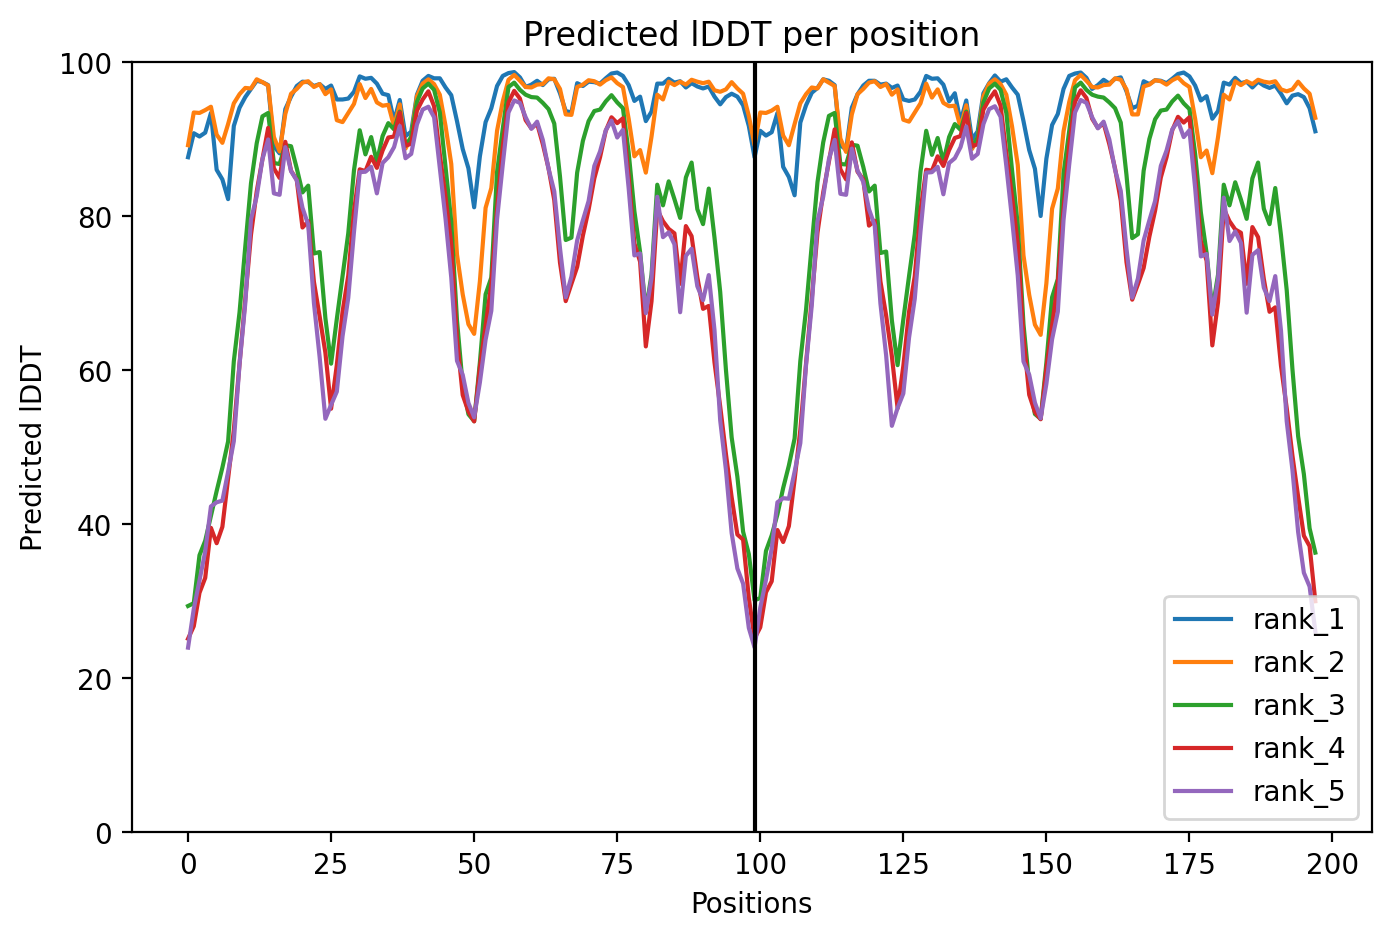 Predicted lDDT per position
Predicted lDDT
100
80
60
40
20
0
0 25 50 75 100 125 150 175 200
Positions
rank_1
rank_2
rank_3
rank_4
rank_5